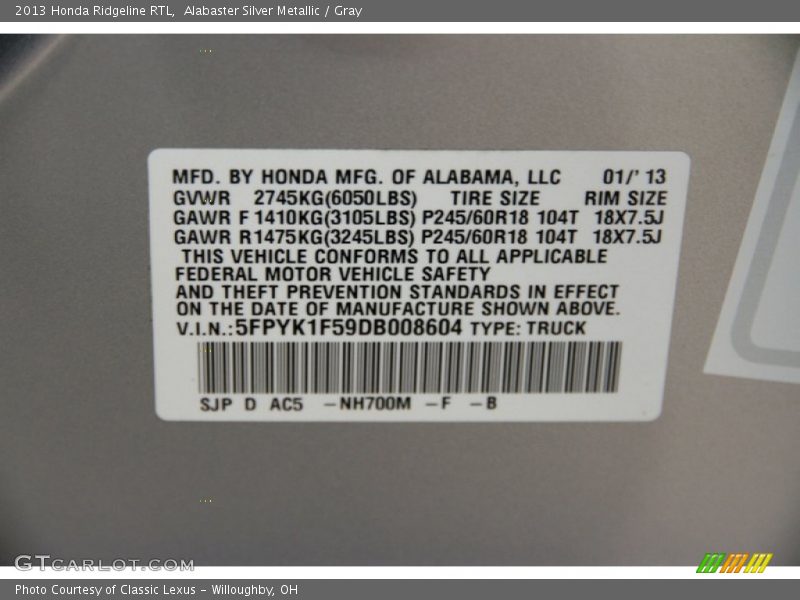 2013 Honda Ridgeline RTL, Alabaster Silver Metallic / Gray
MFD. BY HONDA MFG. OF ALABAMA, LLC 01/' 13
GVWR 2745KG(6050LBS) TIRE SIZE RIM SIZE
GAWR F 1410KG(3105LBS) P245/60R18 104T 18X7.5J
GAWR R1475KG(3245LBS) P245/60R18 104T 18X7.5J
THIS VEHICLE CONFORMS TO ALL APPLICABLE
FEDERAL MOTOR VEHICLE SAFETY
AND THEFT PREVENTION STANDARDS IN EFFECT
ON THE DATE OF MANUFACTURE SHOWN ABOVE.
V.I.N.:5FPYK1F59DB008604 TYPE: TRUCK
SJP D AC5 –NH700M –F –B
GTCARLOT.COM
Photo Courtesy of Classic Lexus – Willoughby, OH